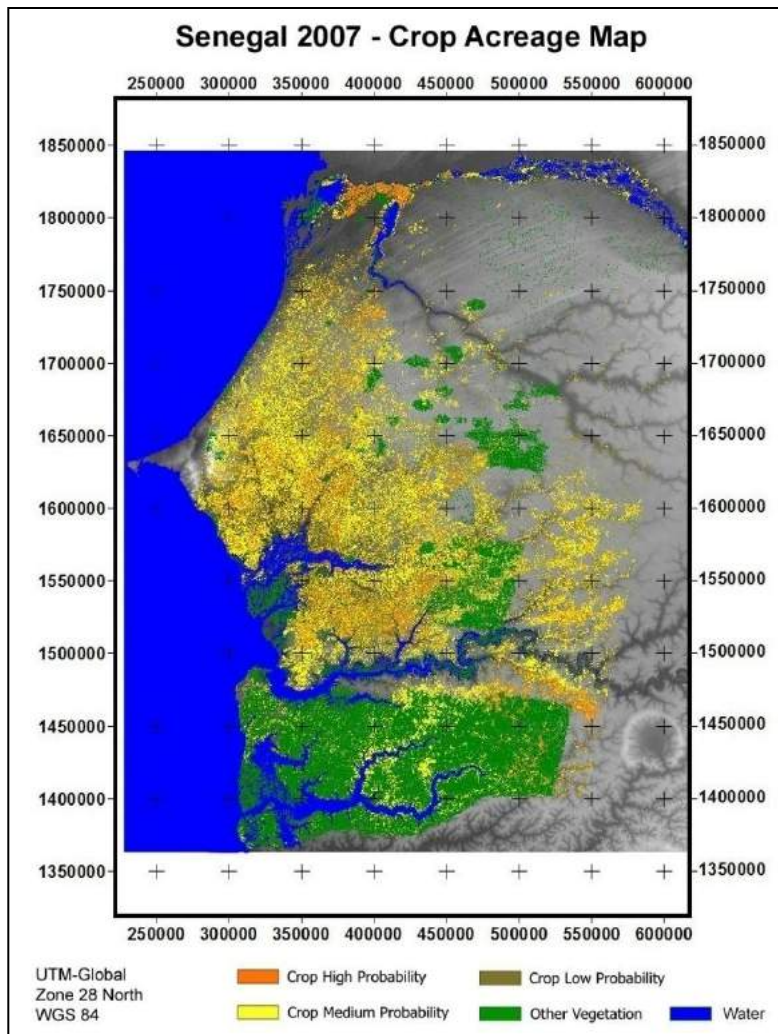 Senegal 2007 - Crop Acreage Map
250000 300000 350000 400000 450000 500000 550000 600000
1850000 1850000
1800000 1800000
1750000 1750000
1700000 1700000
1650000 1650000
1600000 1600000
1550000 1550000
1500000 1500000
1450000 1450000
1400000 1400000
1350000 1350000
250000 300000 350000 400000 450000 500000 550000 600000
UTM-Global
Zone 28 North
WGS 84
Crop High Probability Crop Low Probability
Crop Medium Probability Other Vegetation Water